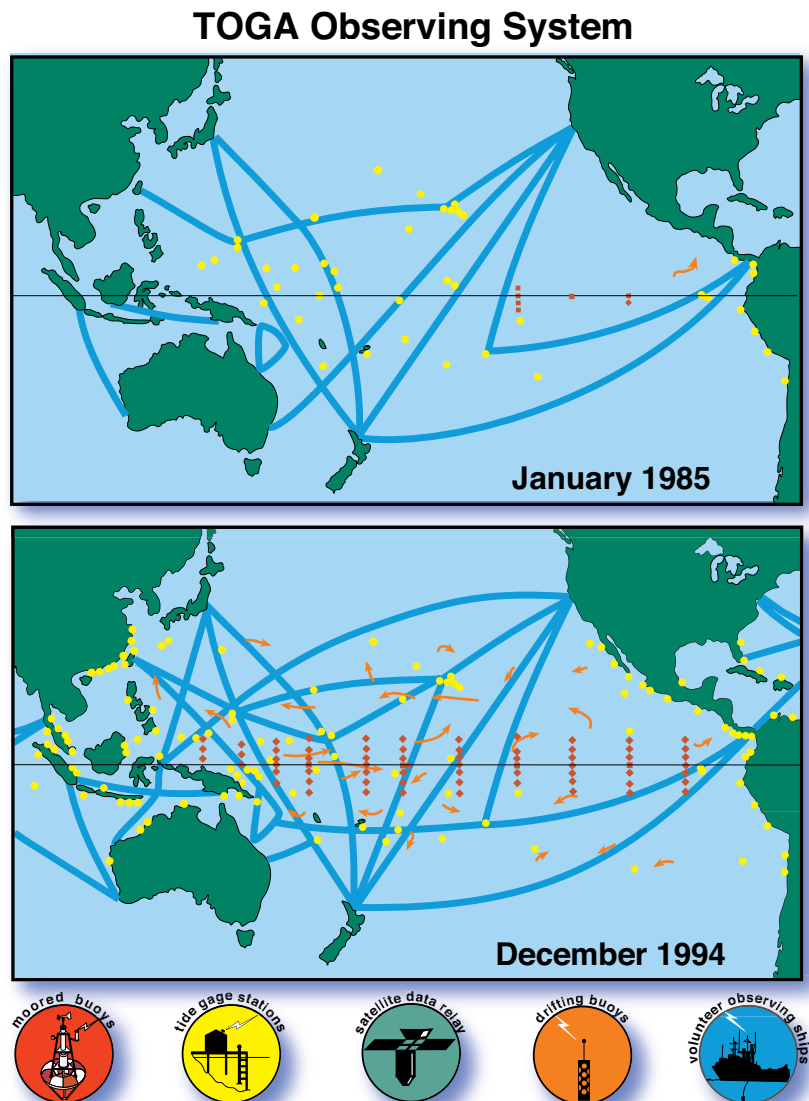 TOGA Observing System
January 1985
December 1994
moored buoys
tide gage stations
satellite data relay
drifting buoys
volunteer observing ships